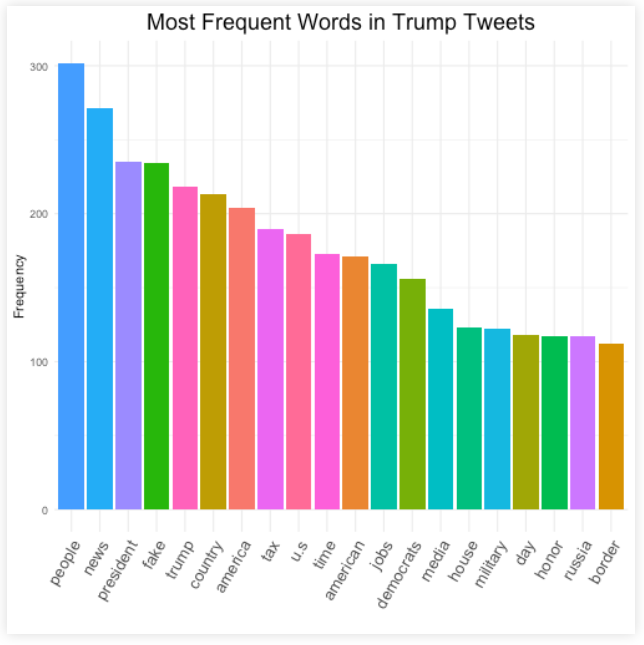 Most Frequent Words in Trump Tweets
Frequency
300
200
100
0
people
news
president
fake
trump
country
america
tax
u.s
time
american
jobs
democrats
media
house
military
day
honor
russia
border